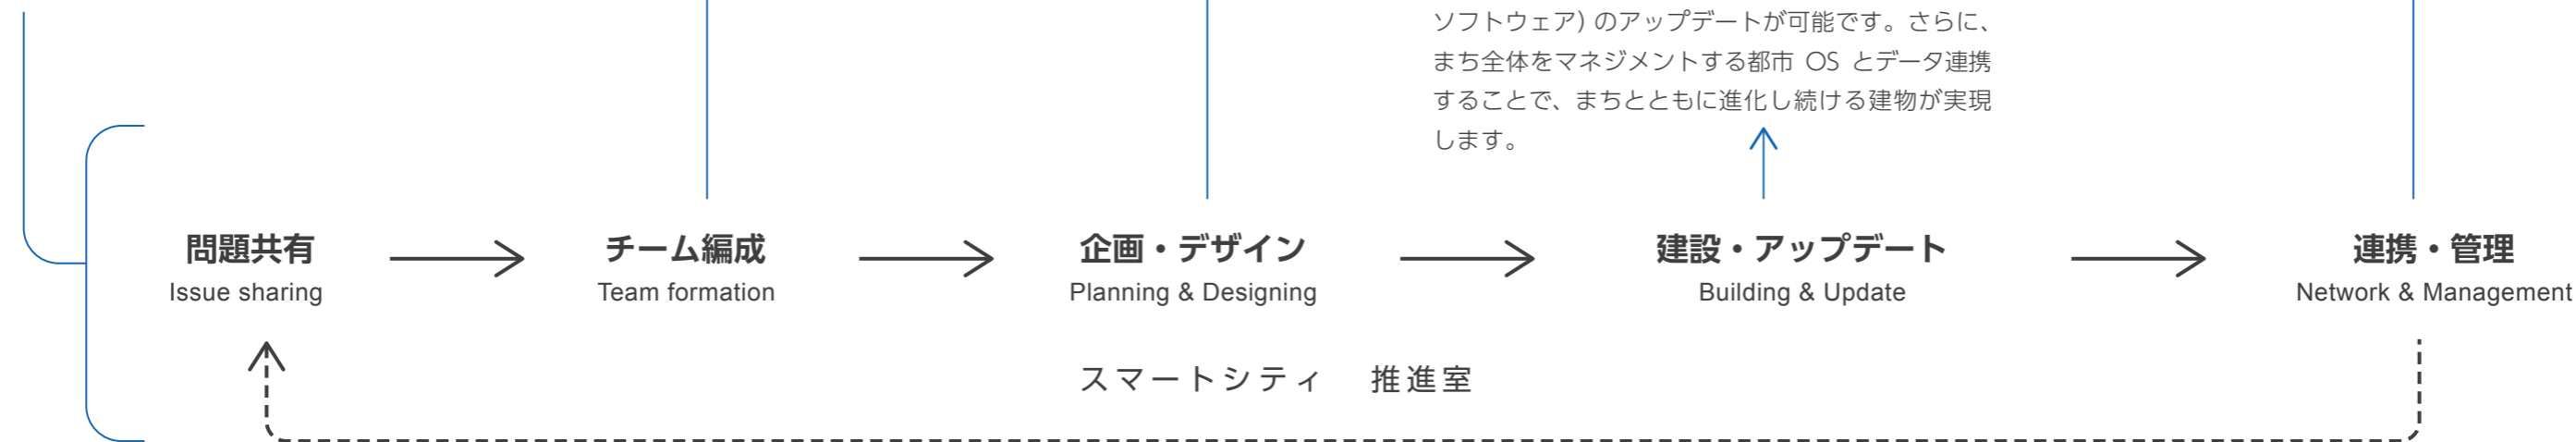 ソフトウェア) のアップデートが可能です。さらに、
まち全体をマネジメントする都市 OS とデータ連携
することで、まちとともに進化し続ける建物が実現
します。
問題共有
Issue sharing
チーム編成
Team formation
企画・デザイン
Planning & Designing
建設・アップデート
Building & Update
連携・管理
Network & Management
スマートシティ 推進室